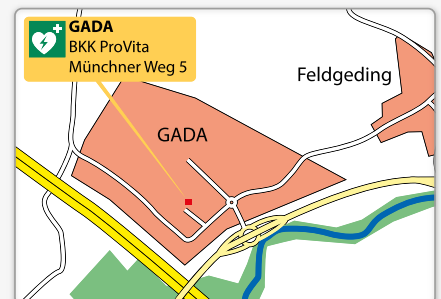 GADA
BKK ProVita
Münchner Weg 5
Feldgeding
GADA